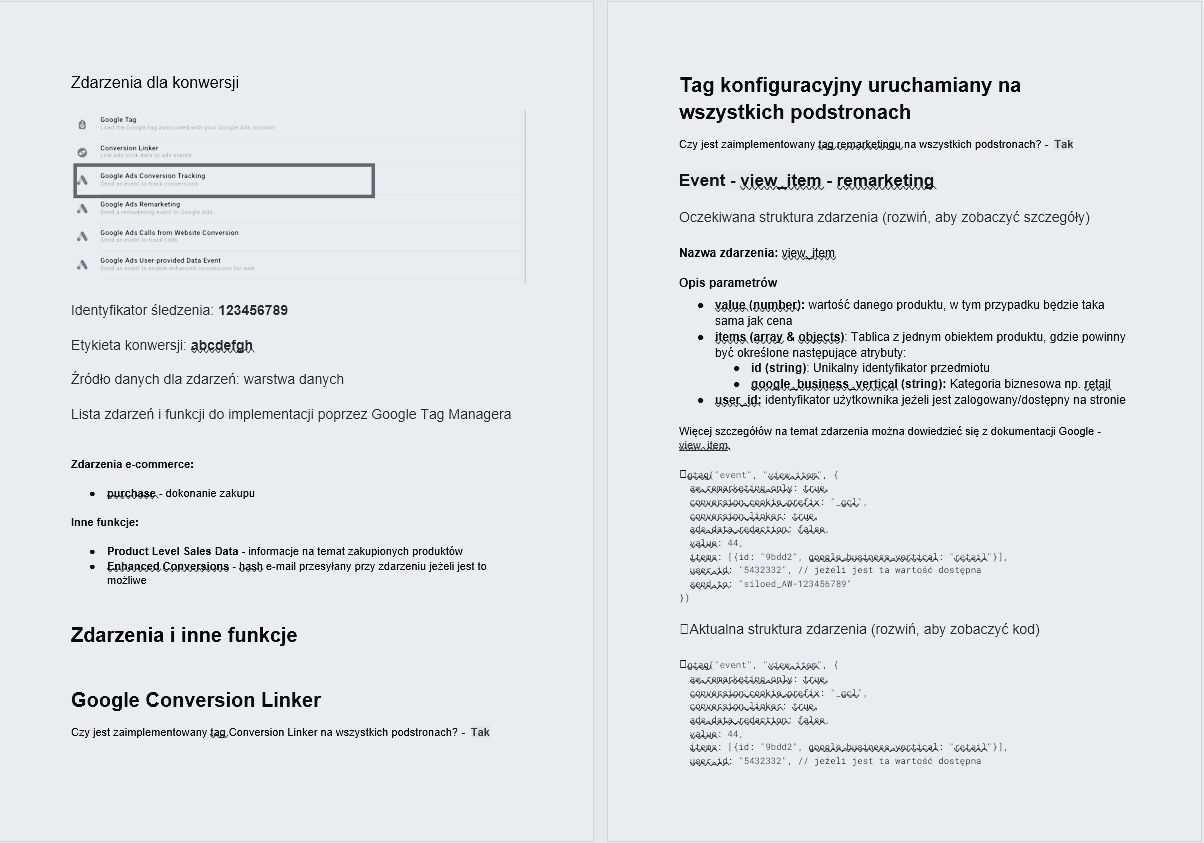 Zdarzenia dla konwersji
Google Tag
Load the Google tag associated with your Google Ads account
Conversion Linker
Link ads click data to ads events
Google Ads Conversion Tracking
Send an event to track conversions
Google Ads Remarketing
Send a remarketing event to Google Ads
Google Ads Calls from Website Conversion
Send an event to track calls
Google Ads User-provided Data Event
Send an event to enable enhanced conversions for web
Identyfikator śledzenia: 123456789
Etykieta konwersji: abcdefgh
Źródło danych dla zdarzeń: warstwa danych
Lista zdarzeń i funkcji do implementacji poprzez Google Tag Managera
Zdarzenia e-commerce:
● purchase - dokonanie zakupu
Inne funkcje:
● Product Level Sales Data - informacje na temat zakupionych produktów
● Enhanced Conversions - hash e-mail przesyłany przy zdarzeniu jeżeli jest to
możliwe
Zdarzenia i inne funkcje
Google Conversion Linker
Czy jest zaimplementowany tag Conversion Linker na wszystkich podstronach? - Tak
Tag konfiguracyjny uruchamiany na
wszystkich podstronach
Czy jest zaimplementowany tag remarketingu na wszystkich podstronach? - Tak
Event - view_item - remarketing
Oczekiwana struktura zdarzenia (rozwiń, aby zobaczyć szczegóły)
Nazwa zdarzenia: view_item
Opis parametrów
● value (number): wartość danego produktu, w tym przypadku będzie taka
sama jak cena
● items (array & objects): Tablica z jednym obiektem produktu, gdzie powinny
być określone następujące atrybuty:
● id (string): Unikalny identyfikator przedmiotu
● google_business_vertical (string): Kategoria biznesowa np. retail
● user_id: identyfikator użytkownika jeżeli jest zalogowany/dostępny na stronie
Więcej szczegółów na temat zdarzenia można dowiedzieć się z dokumentacji Google -
view_item
gtag("event", "view_item", {
aw_remarketing_only: true,
conversion_cookie_prefix: "_gcl",
conversion_linker: true,
ads_data_redaction: false,
value: 44,
items: [{id: "9bdd2", google_business_vertical: "retail"}],
user_id: "5432332", // jeżeli jest ta wartość dostępna
send_to: "siloed_AW-123456789"
})
Aktualna struktura zdarzenia (rozwiń, aby zobaczyć kod)
gtag("event", "view_item", {
aw_remarketing_only: true,
conversion_cookie_prefix: "_gcl",
conversion_linker: true,
ads_data_redaction: false,
value: 44,
items: [{id: "9bdd2", google_business_vertical: "retail"}],
user_id: "5432332", // jeżeli jest ta wartość dostępna